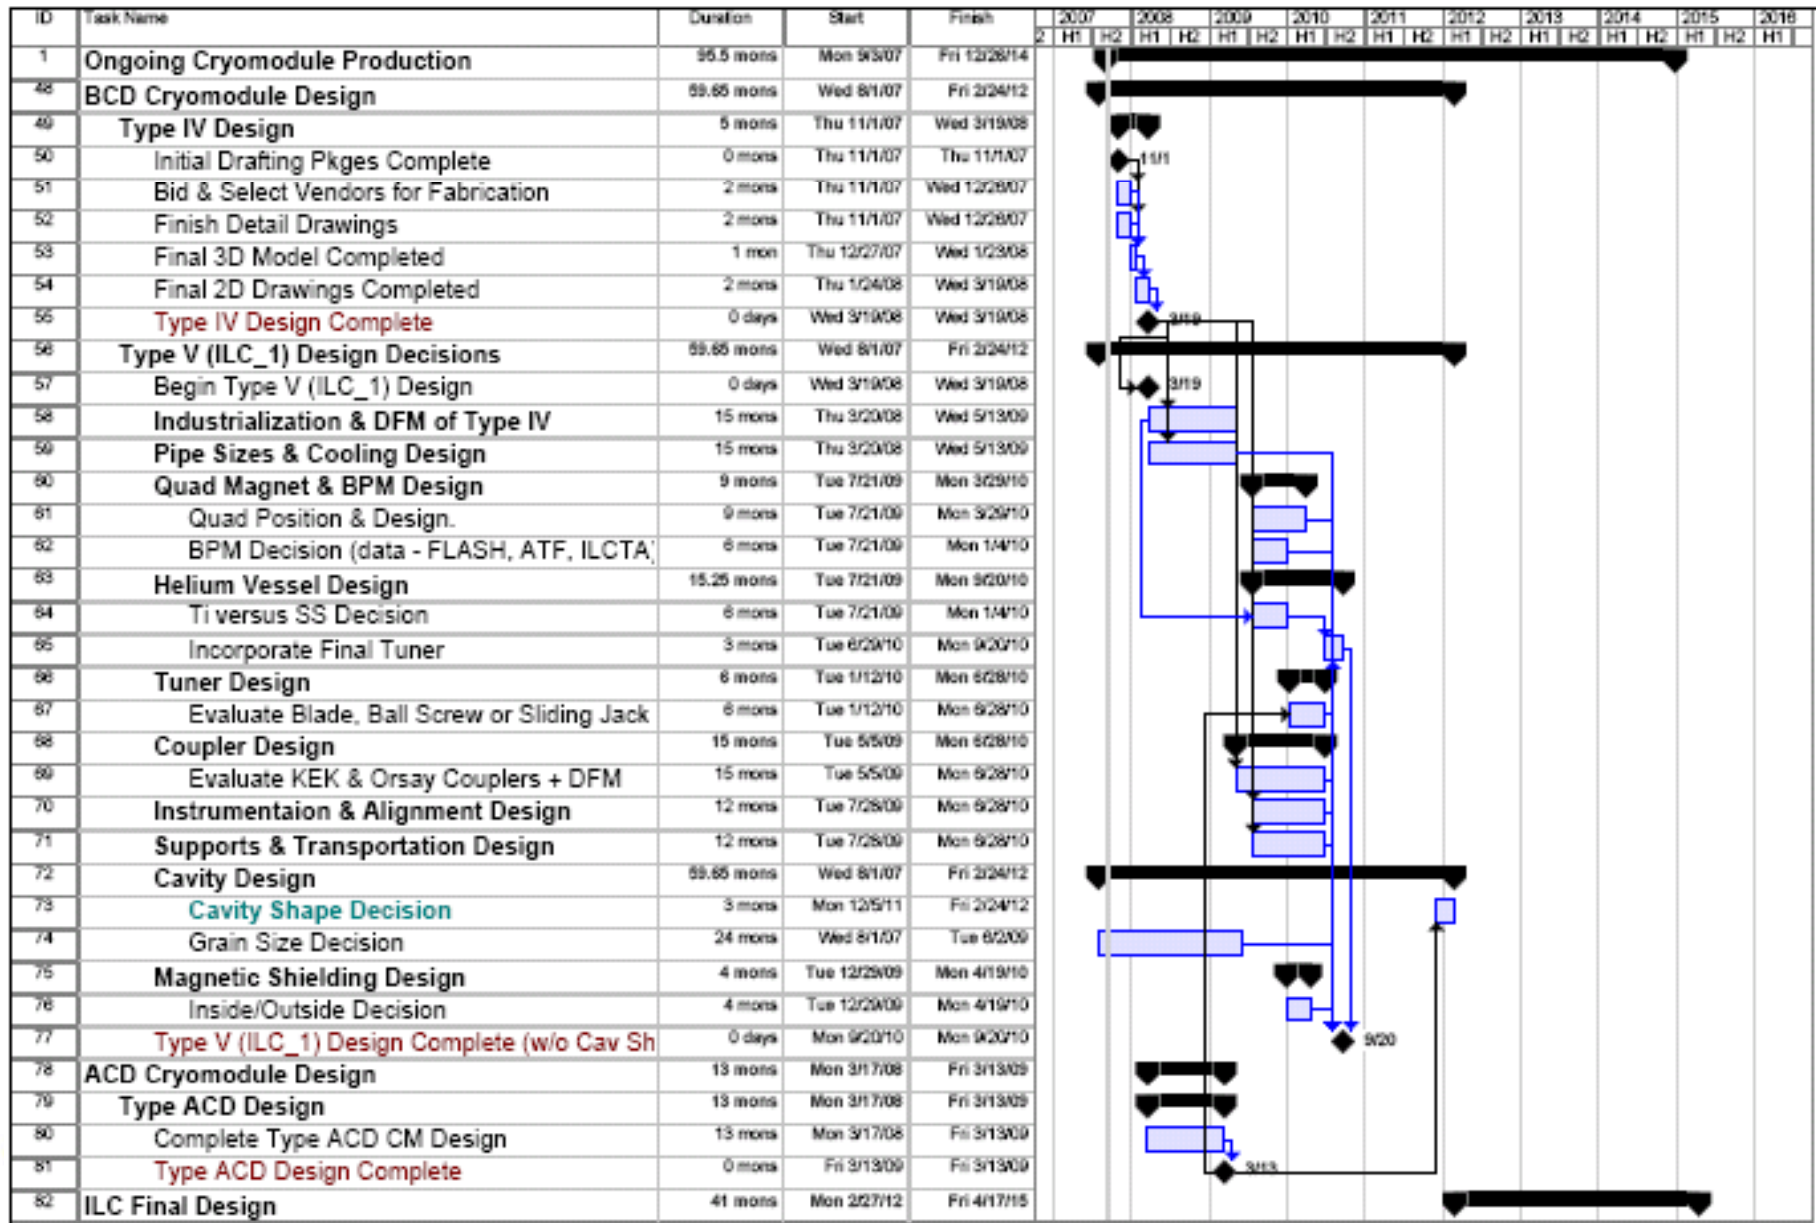 ID Task Name Duration Start Finish 2007 2008 2009 2010 2011 2012 2013 2014 2015 2016
2 H1 H2 H1 H2 H1 H2 H1 H2 H1 H2 H1 H2 H1 H2 H1 H2 H1 H2 H1
1 Ongoing Cryomodule Production 95.5 mons Mon 9/3/07 Fri 12/26/14
48 BCD Cryomodule Design 59.65 mons Wed 8/1/07 Fri 2/24/12
49 Type IV Design 5 mons Thu 11/1/07 Wed 3/19/08
50 Initial Drafting Pkges Complete 0 mons Thu 11/1/07 Thu 11/1/07 11/1
51 Bid & Select Vendors for Fabrication 2 mons Thu 11/1/07 Wed 12/26/07
52 Finish Detail Drawings 2 mons Thu 11/1/07 Wed 12/26/07
53 Final 3D Model Completed 1 mon Thu 12/27/07 Wed 1/23/08
54 Final 2D Drawings Completed 2 mons Thu 1/24/08 Wed 3/19/08
55 Type IV Design Complete 0 days Wed 3/19/08 Wed 3/19/08 3/19
56 Type V (ILC_1) Design Decisions 59.65 mons Wed 8/1/07 Fri 2/24/12
57 Begin Type V (ILC_1) Design 0 days Wed 3/19/08 Wed 3/19/08 3/19
58 Industrialization & DFM of Type IV 15 mons Thu 3/20/08 Wed 5/13/09
59 Pipe Sizes & Cooling Design 15 mons Thu 3/20/08 Wed 5/13/09
60 Quad Magnet & BPM Design 9 mons Tue 7/21/09 Mon 3/29/10
61 Quad Position & Design. 9 mons Tue 7/21/09 Mon 3/29/10
62 BPM Decision (data - FLASH, ATF, ILCTA) 6 mons Tue 7/21/09 Mon 1/4/10
63 Helium Vessel Design 15.25 mons Tue 7/21/09 Mon 9/20/10
64 Ti versus SS Decision 6 mons Tue 7/21/09 Mon 1/4/10
65 Incorporate Final Tuner 3 mons Tue 6/29/10 Mon 9/20/10
66 Tuner Design 6 mons Tue 1/12/10 Mon 6/28/10
67 Evaluate Blade, Ball Screw or Sliding Jack 6 mons Tue 1/12/10 Mon 6/28/10
68 Coupler Design 15 mons Tue 5/5/09 Mon 6/28/10
69 Evaluate KEK & Orsay Couplers + DFM 15 mons Tue 5/5/09 Mon 6/28/10
70 Instrumentaion & Alignment Design 12 mons Tue 7/28/09 Mon 6/28/10
71 Supports & Transportation Design 12 mons Tue 7/28/09 Mon 6/28/10
72 Cavity Design 59.65 mons Wed 8/1/07 Fri 2/24/12
73 Cavity Shape Decision 3 mons Mon 12/5/11 Fri 2/24/12
74 Grain Size Decision 24 mons Wed 8/1/07 Tue 6/2/09
75 Magnetic Shielding Design 4 mons Tue 12/29/09 Mon 4/19/10
76 Inside/Outside Decision 4 mons Tue 12/29/09 Mon 4/19/10
77 Type V (ILC_1) Design Complete (w/o Cav Sh 0 days Mon 9/20/10 Mon 9/20/10 9/20
78 ACD Cryomodule Design 13 mons Mon 3/17/08 Fri 3/13/09
79 Type ACD Design 13 mons Mon 3/17/08 Fri 3/13/09
80 Complete Type ACD CM Design 13 mons Mon 3/17/08 Fri 3/13/09
81 Type ACD Design Complete 0 mons Fri 3/13/09 Fri 3/13/09 3/13
82 ILC Final Design 41 mons Mon 2/27/12 Fri 4/17/15